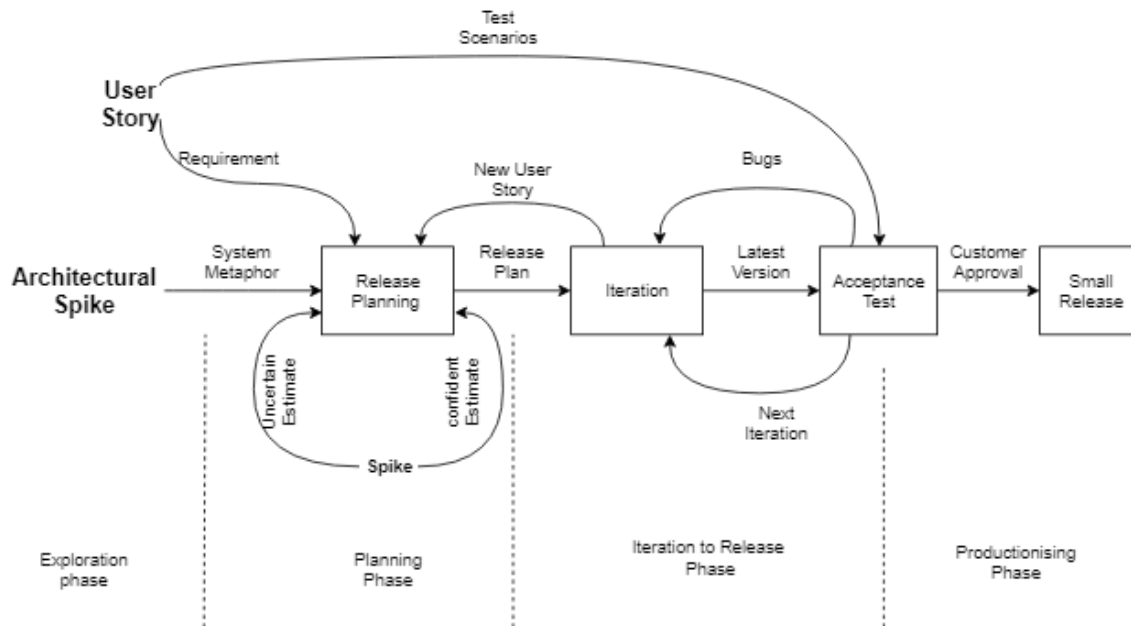 Test
Scenarios
User
Story
Requirement
New User
Story
Bugs
System
Metaphor
Release
Plan
Latest
Version
Customer
Approval
Architectural
Spike
Release
Planning
Iteration
Acceptance
Test
Small
Release
Uncertain
Estimate
confident
Estimate
Next
Iteration
Spike
Exploration
phase
Planning
Phase
Iteration to Release
Phase
Productionising
Phase